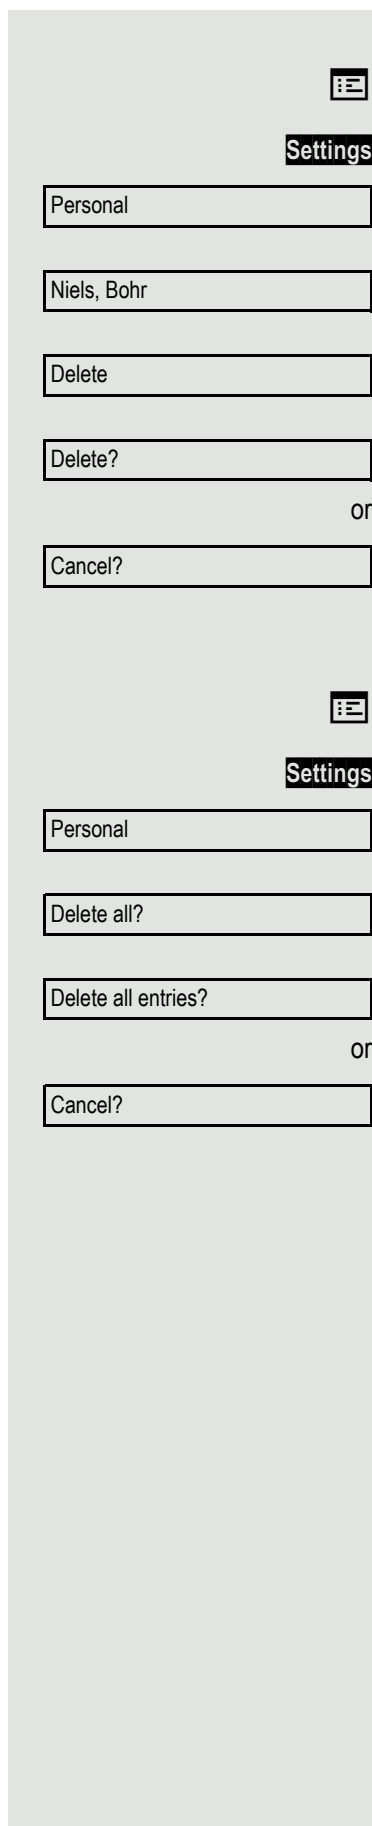 Settings
Personal
Niels, Bohr
Delete
Delete?
or
Cancel?
Settings
Personal
Delete all?
Delete all entries?
or
Cancel?